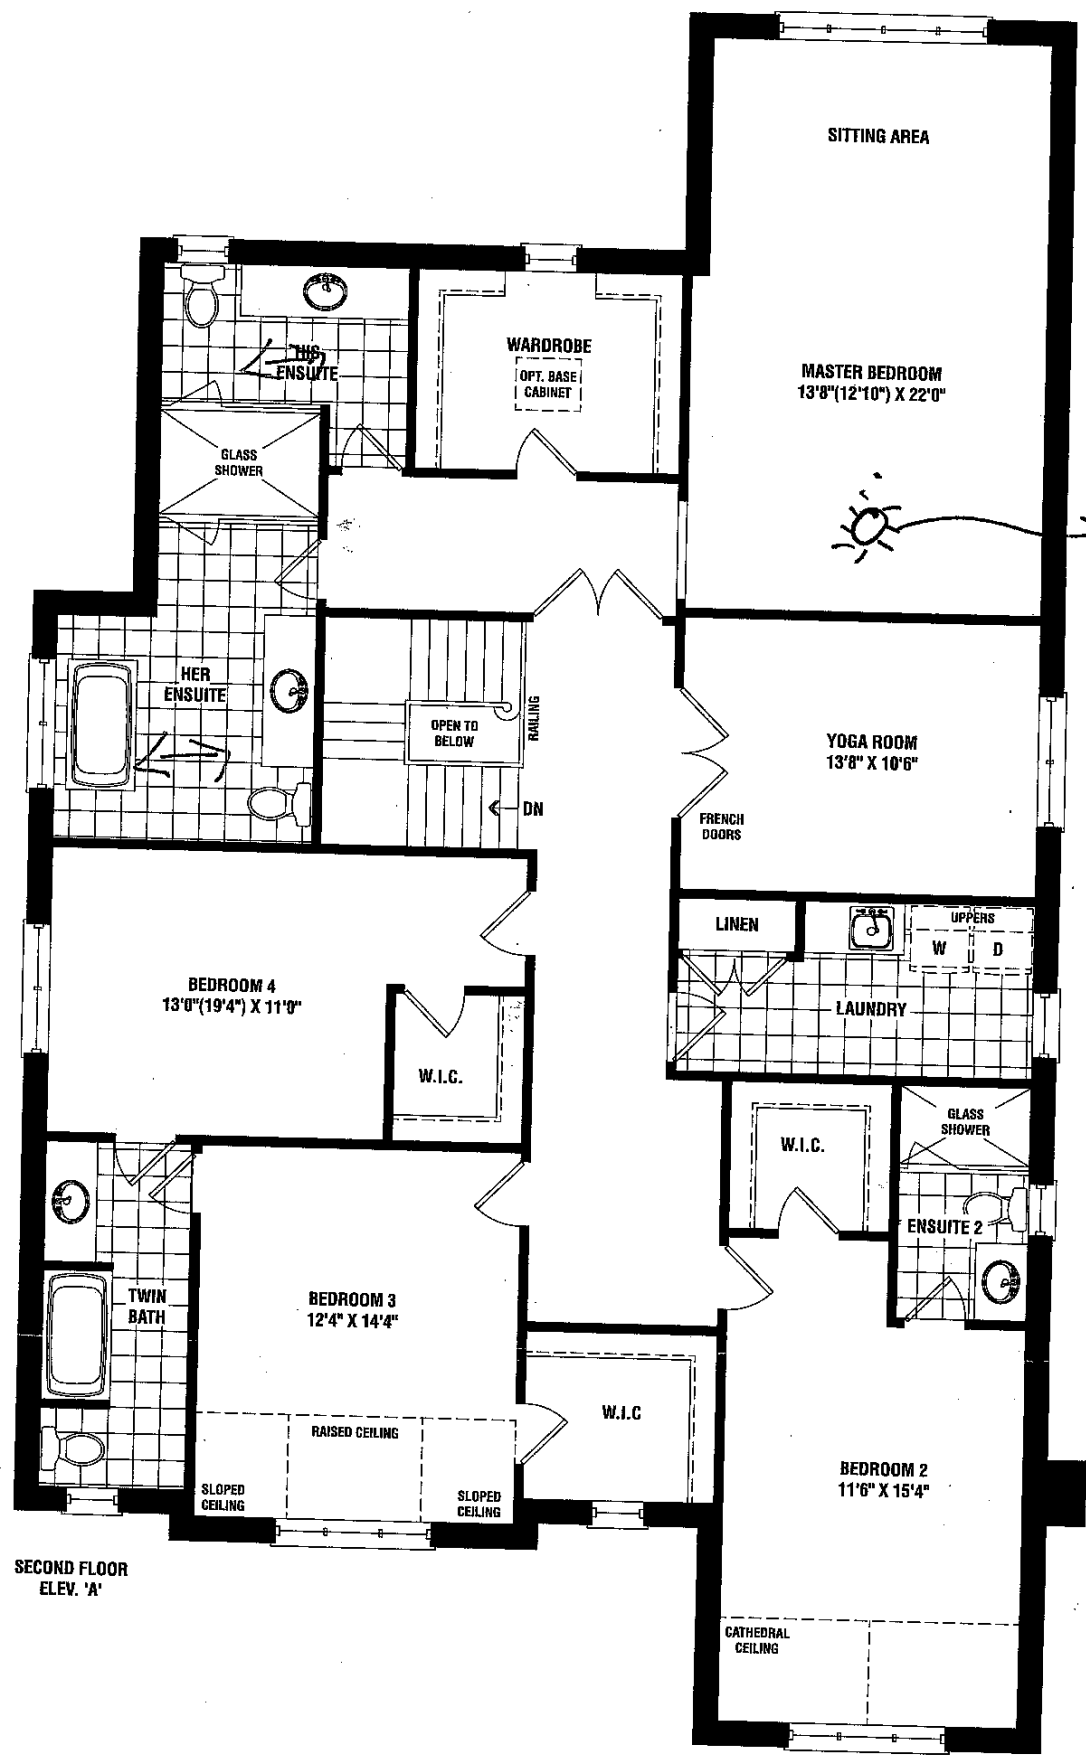 SITTING AREA
MASTER BEDROOM
13'8"(12'10") X 22'0"
HIS
ENSUITE
WARDROBE
OPT. BASE
CABINET
GLASS
SHOWER
HER
ENSUITE
OPEN TO
BELOW
RAILING
DN
YOGA ROOM
13'8" X 10'6"
FRENCH
DOORS
LINEN
UPPERS
W
D
LAUNDRY
BEDROOM 4
13'0"(19'4") X 11'0"
W.I.C.
W.I.C.
GLASS
SHOWER
ENSUITE 2
TWIN
BATH
BEDROOM 3
12'4" X 14'4"
RAISED CEILING
SLOPED
CEILING
SLOPED
CEILING
W.I.C
BEDROOM 2
11'6" X 15'4"
CATHEDRAL
CEILING
SECOND FLOOR
ELEV. 'A'